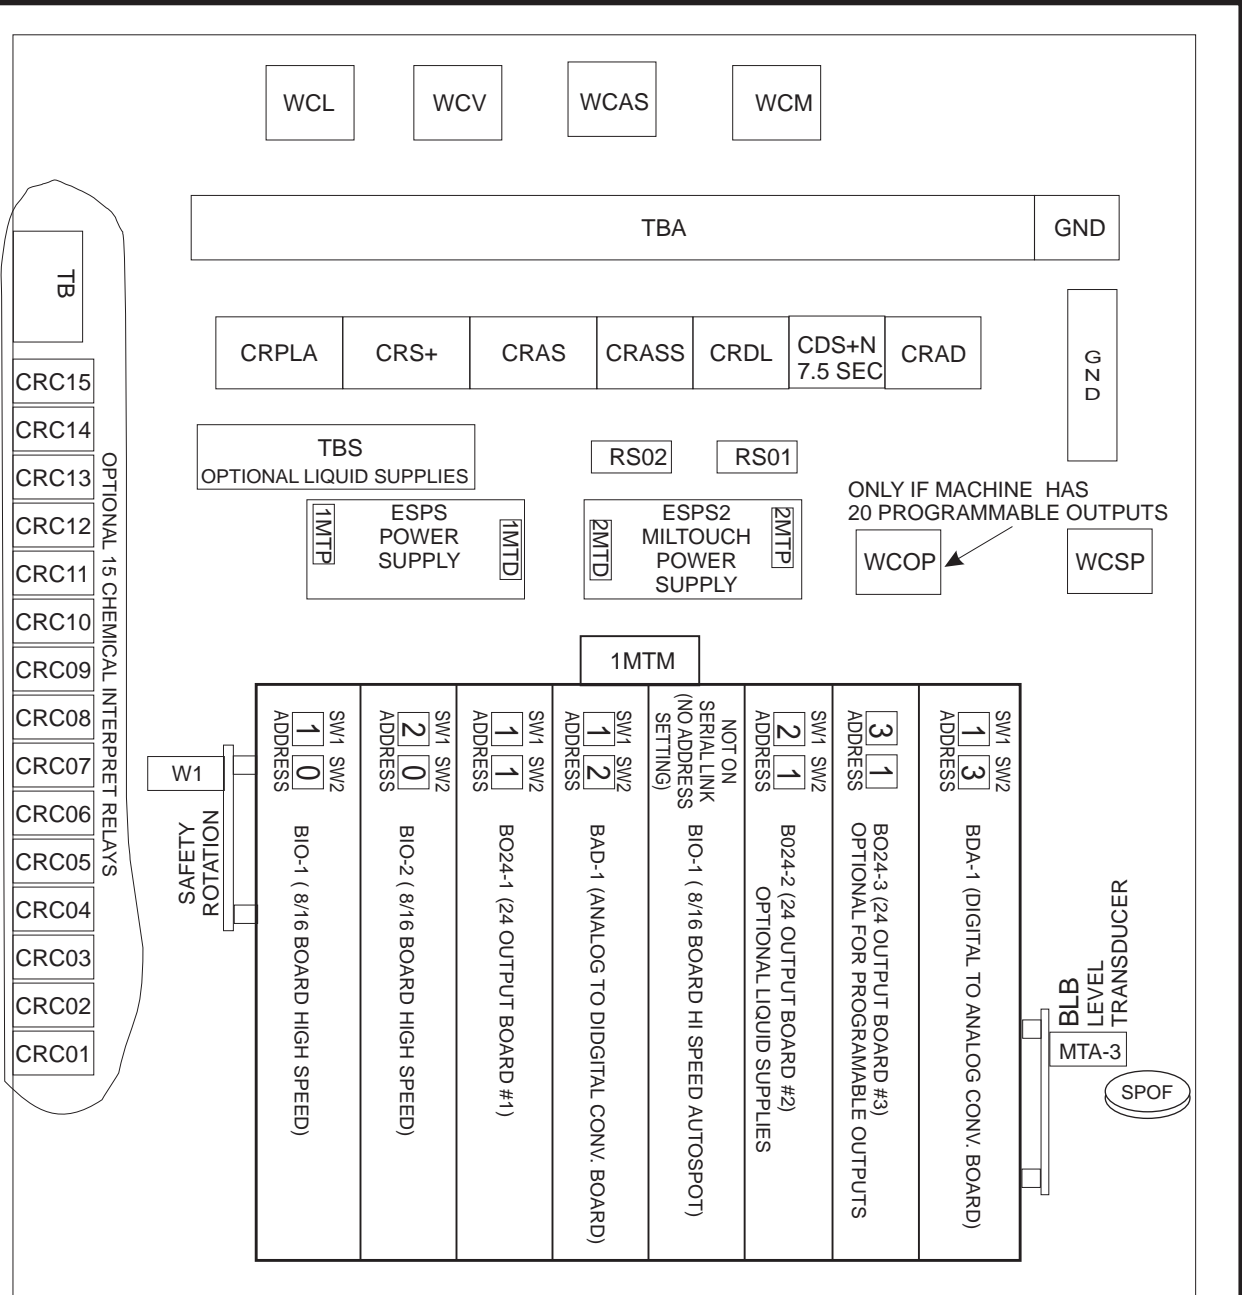 WCL
WCV
WCAS
WCM
TBA
GND
TB
CRPLA
CRS+
CRAS
CRASS
CRDL
CDS+N
7.5 SEC
CRAD
GND
CRC15
CRC14
CRC13
CRC12
CRC11
CRC10
CRC09
CRC08
CRC07
CRC06
CRC05
CRC04
CRC03
CRC02
CRC01
OPTIONAL 15 CHEMICAL INTERPRET RELAYS
TBS
OPTIONAL LIQUID SUPPLIES
RS02
RS01
ONLY IF MACHINE HAS
20 PROGRAMMABLE OUTPUTS
1MTP
ESPS
POWER
SUPPLY
1MTD
2MTD
ESPS2
MILTOUCH
POWER
SUPPLY
2MTP
WCOP
WCSP
1MTM
W1
SAFETY
ROTATION
SW1 SW2
1 0
ADDRESS
BIO-1 ( 8/16 BOARD HIGH SPEED)
SW1 SW2
2 0
ADDRESS
BIO-2 ( 8/16 BOARD HIGH SPEED)
SW1 SW2
1 1
ADDRESS
BO24-1 (24 OUTPUT BOARD #1)
SW1 SW2
1 2
ADDRESS
BAD-1 (ANALOG TO DIDGITAL CONV. BOARD)
NOT ON
SERIAL LINK
(NO ADDRESS
SETTING)
BIO-1 ( 8/16 BOARD HI SPEED AUTOSPOT)
SW1 SW2
2 1
ADDRESS
B024-2 (24 OUTPUT BOARD #2)
OPTIONAL LIQUID SUPPLIES
3 1
ADDRESS
BO24-3 (24 OUTPUT BOARD #3)
OPTIONAL FOR PROGRAMABLE OUTPUTS
SW1 SW2
1 3
ADDRESS
BDA-1 (DIGITAL TO ANALOG CONV. BOARD)
BLB
LEVEL
TRANSDUCER
MTA-3
SPOF